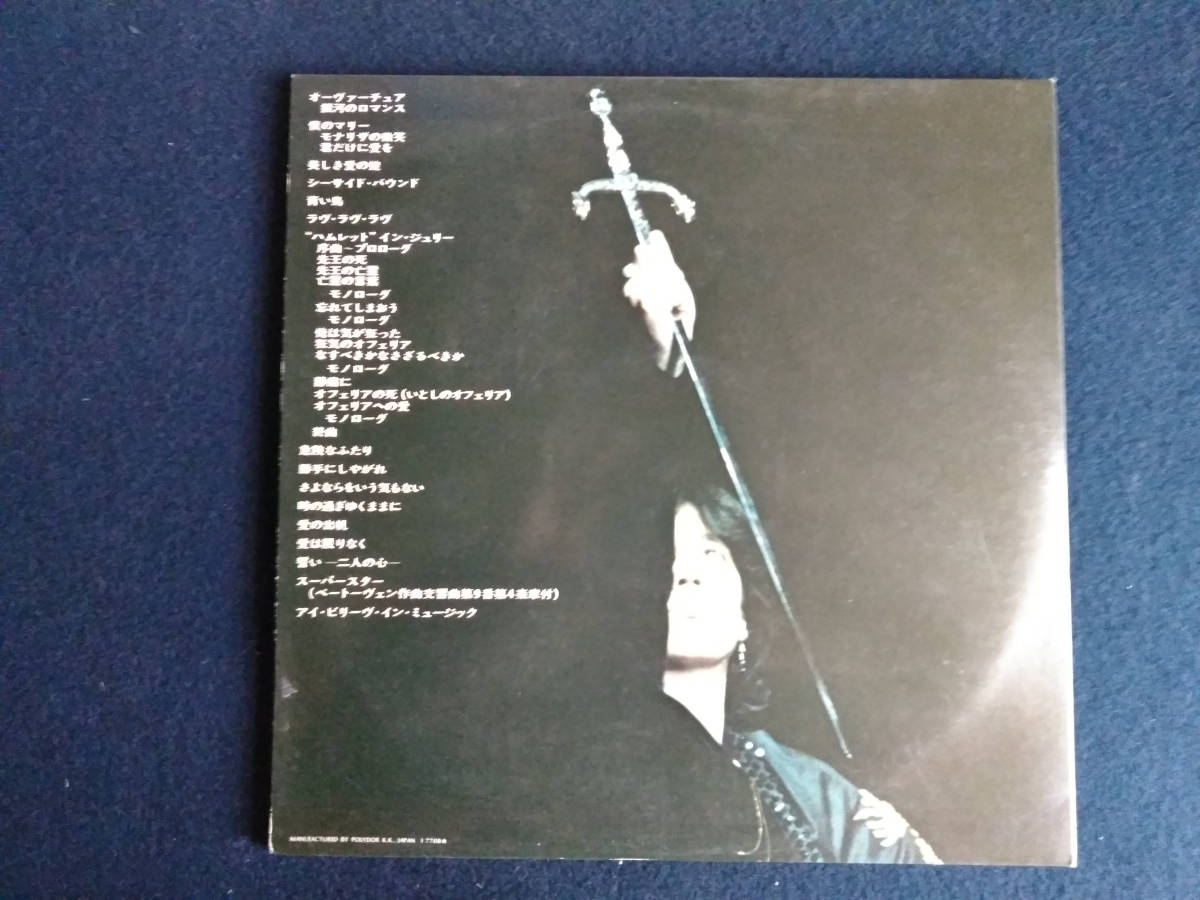 オーヴァーチュア
銀河のロマンス
僕のマリー
モナリザの微笑
君だけに愛を
美しき愛の掟
シーサイド・バウンド
青い鳥
ラヴ・ラヴ・ラヴ
"ハムレット" イン・ジュリー
序曲～プロローグ
先王の死
先王の亡霊
亡霊の言葉
モノローグ
忘れてしまおう
モノローグ
俺は気が狂った
狂気のオフェリア
なすべきかなさざるべきか
モノローグ
オフェリアの死 (いとしのオフェリア)
オフェリアへの愛
モノローグ
終曲
危険なふたり
勝手にしやがれ
さよならをいう気もない
時の過ぎゆくままに
愛の出帆
愛は限りなく
誓い ―二人の心―
スーパースター
(ベートーヴェン作曲交響曲第9番第4楽章付)
アイ・ビリーヴ・イン・ミュージック
MANUFACTURED BY POLYDOR K.K., JAPAN